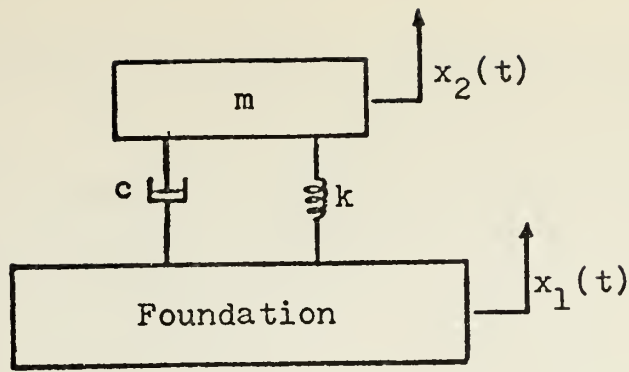 x₂(t)
m
c
k
x₁(t)
Foundation